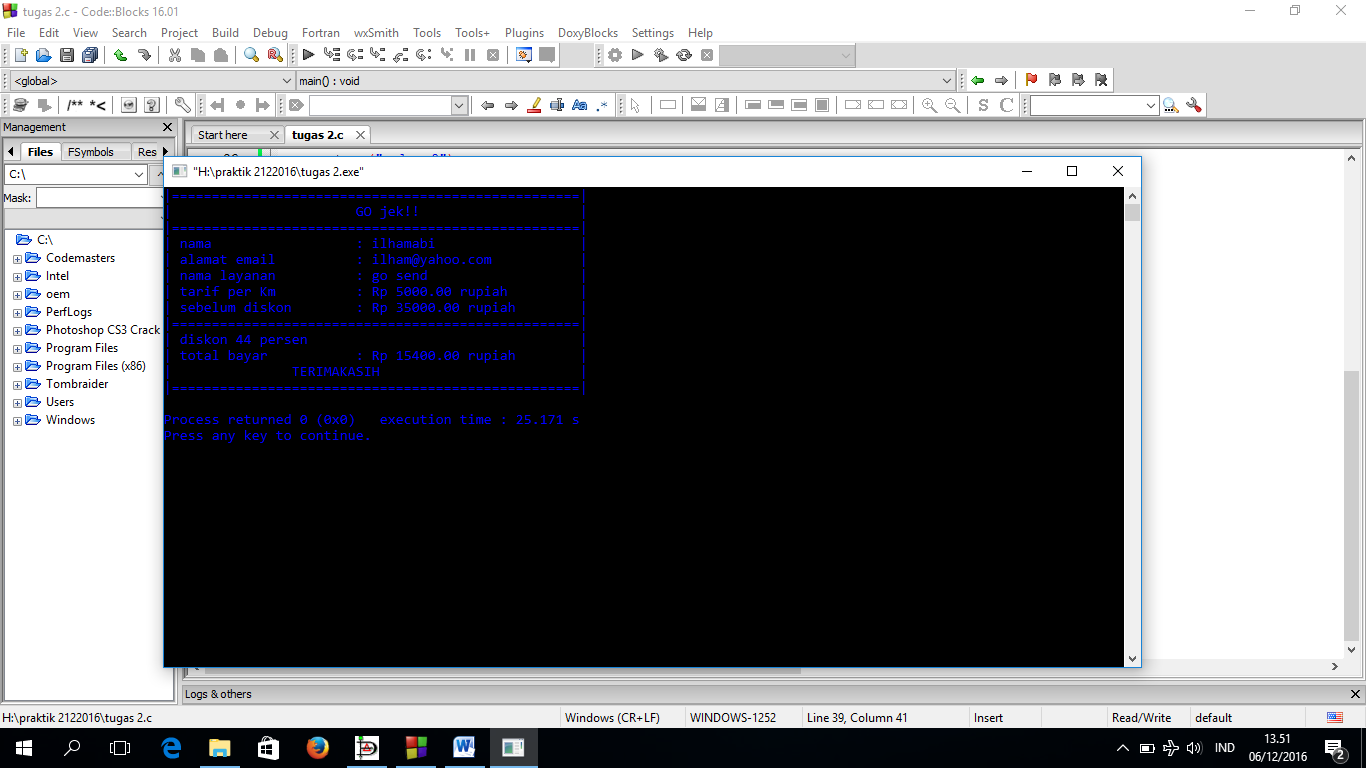 tugas 2.c - Code::Blocks 16.01
File Edit View Search Project Build Debug Fortran wxSmith Tools Tools+ Plugins DoxyBlocks Settings Help
<global> main() : void
/** *<
Aa .*
S C
Management
Files FSymbols Res
Start here tugas 2.c
C:\
Mask:
C:\
Codemasters
Intel
oem
PerfLogs
Photoshop CS3 Crack
Program Files
Program Files (x86)
Tombraider
Users
Windows
"H:\praktik 2122016\tugas 2.exe"
|===================================================|
| GO jek!! |
|===================================================|
| nama : ilhamabi |
| alamat email : ilham@yahoo.com |
| nama layanan : go send |
| tarif per Km : Rp 5000.00 rupiah |
| sebelum diskon : Rp 35000.00 rupiah |
|===================================================|
| diskon 44 persen |
| total bayar : Rp 15400.00 rupiah |
| TERIMAKASIH |
|===================================================|
Process returned 0 (0x0) execution time : 25.171 s
Press any key to continue.
Logs & others
H:\praktik 2122016\tugas 2.c Windows (CR+LF) WINDOWS-1252 Line 39, Column 41 Insert Read/Write default
IND 13.51
06/12/2016 2